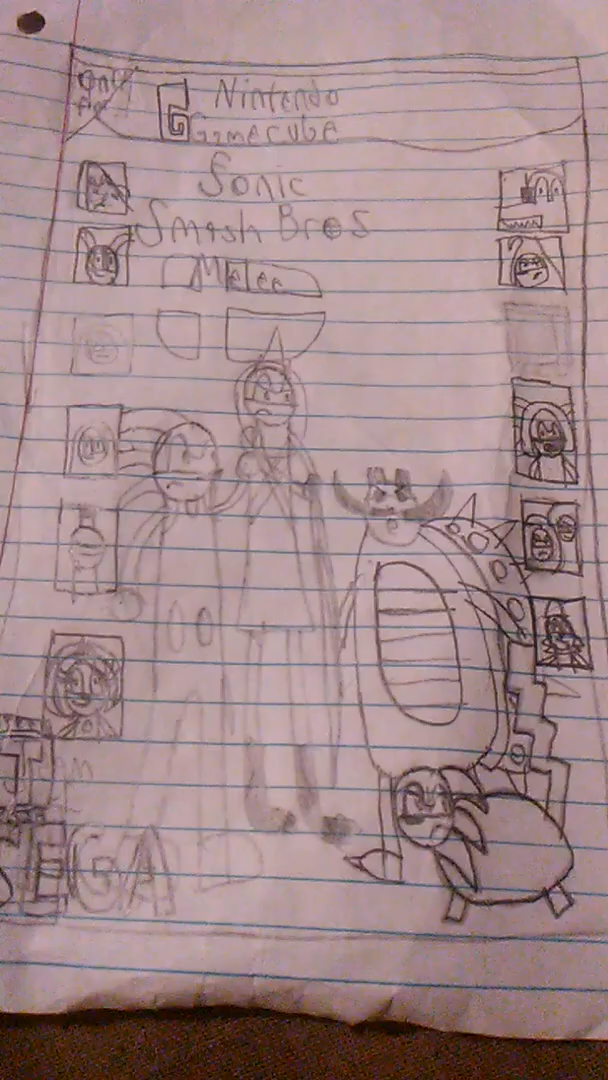 Only
For
G Nintendo
Gamecube
Sonic
Smash Bros
Melee
SEGA